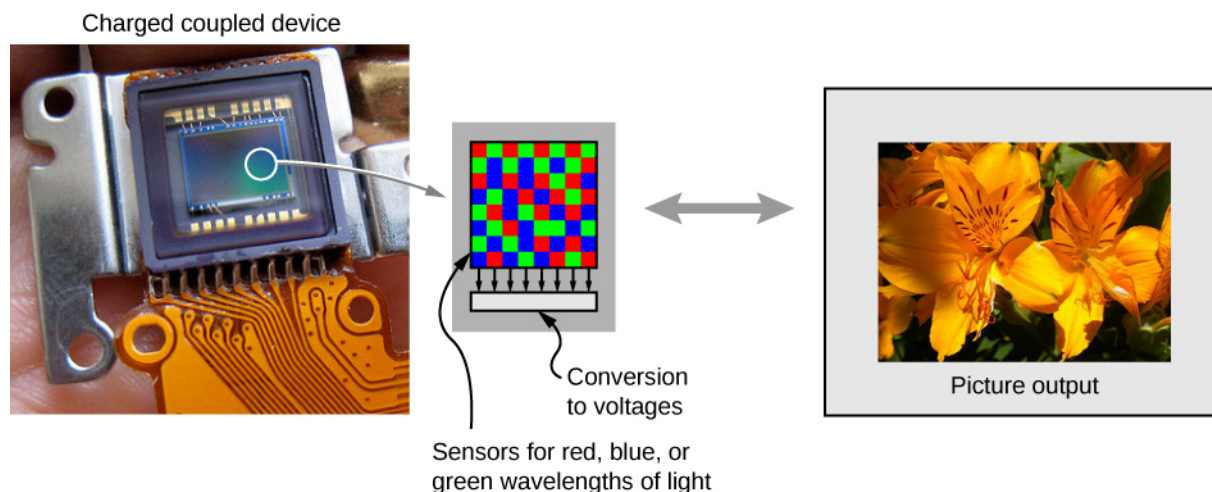 Charged coupled device
Conversion
to voltages
Sensors for red, blue, or
green wavelengths of light
Picture output